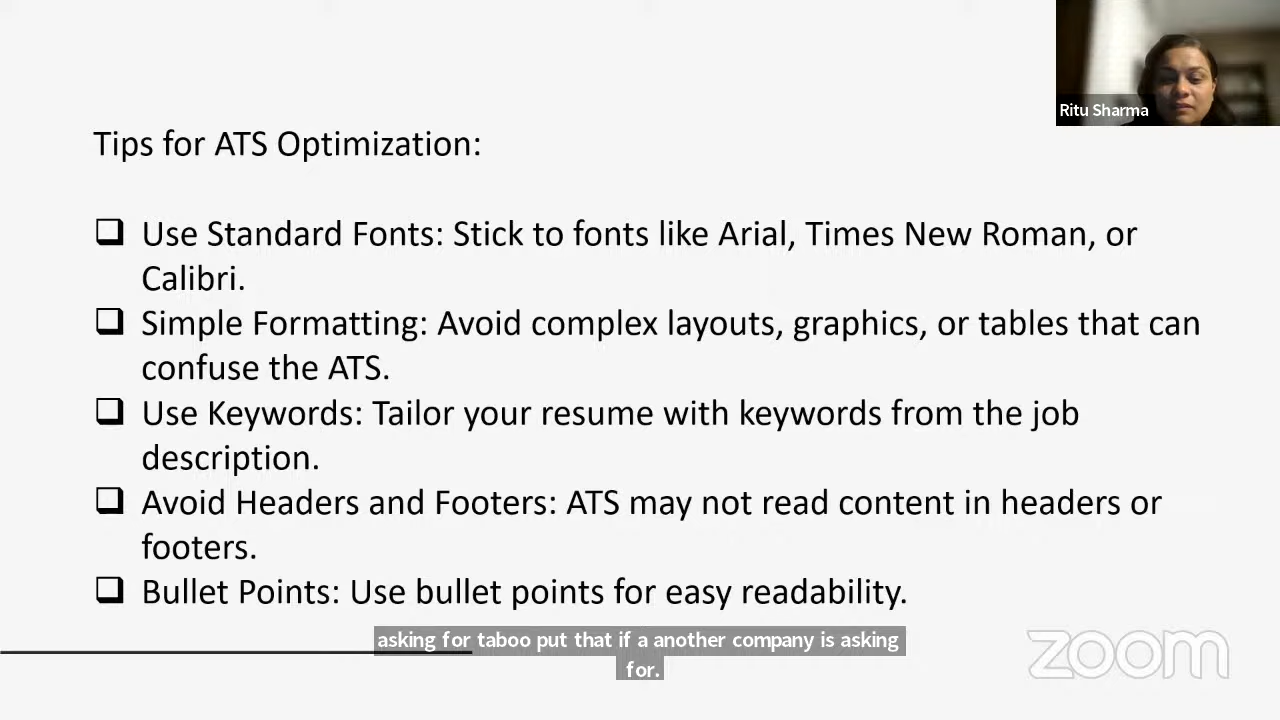 Ritu Sharma
Tips for ATS Optimization:
Use Standard Fonts: Stick to fonts like Arial, Times New Roman, or
Calibri.
Simple Formatting: Avoid complex layouts, graphics, or tables that can
confuse the ATS.
Use Keywords: Tailor your resume with keywords from the job
description.
Avoid Headers and Footers: ATS may not read content in headers or
footers.
Bullet Points: Use bullet points for easy readability.
asking for taboo put that if a another company is asking
for.
zoom